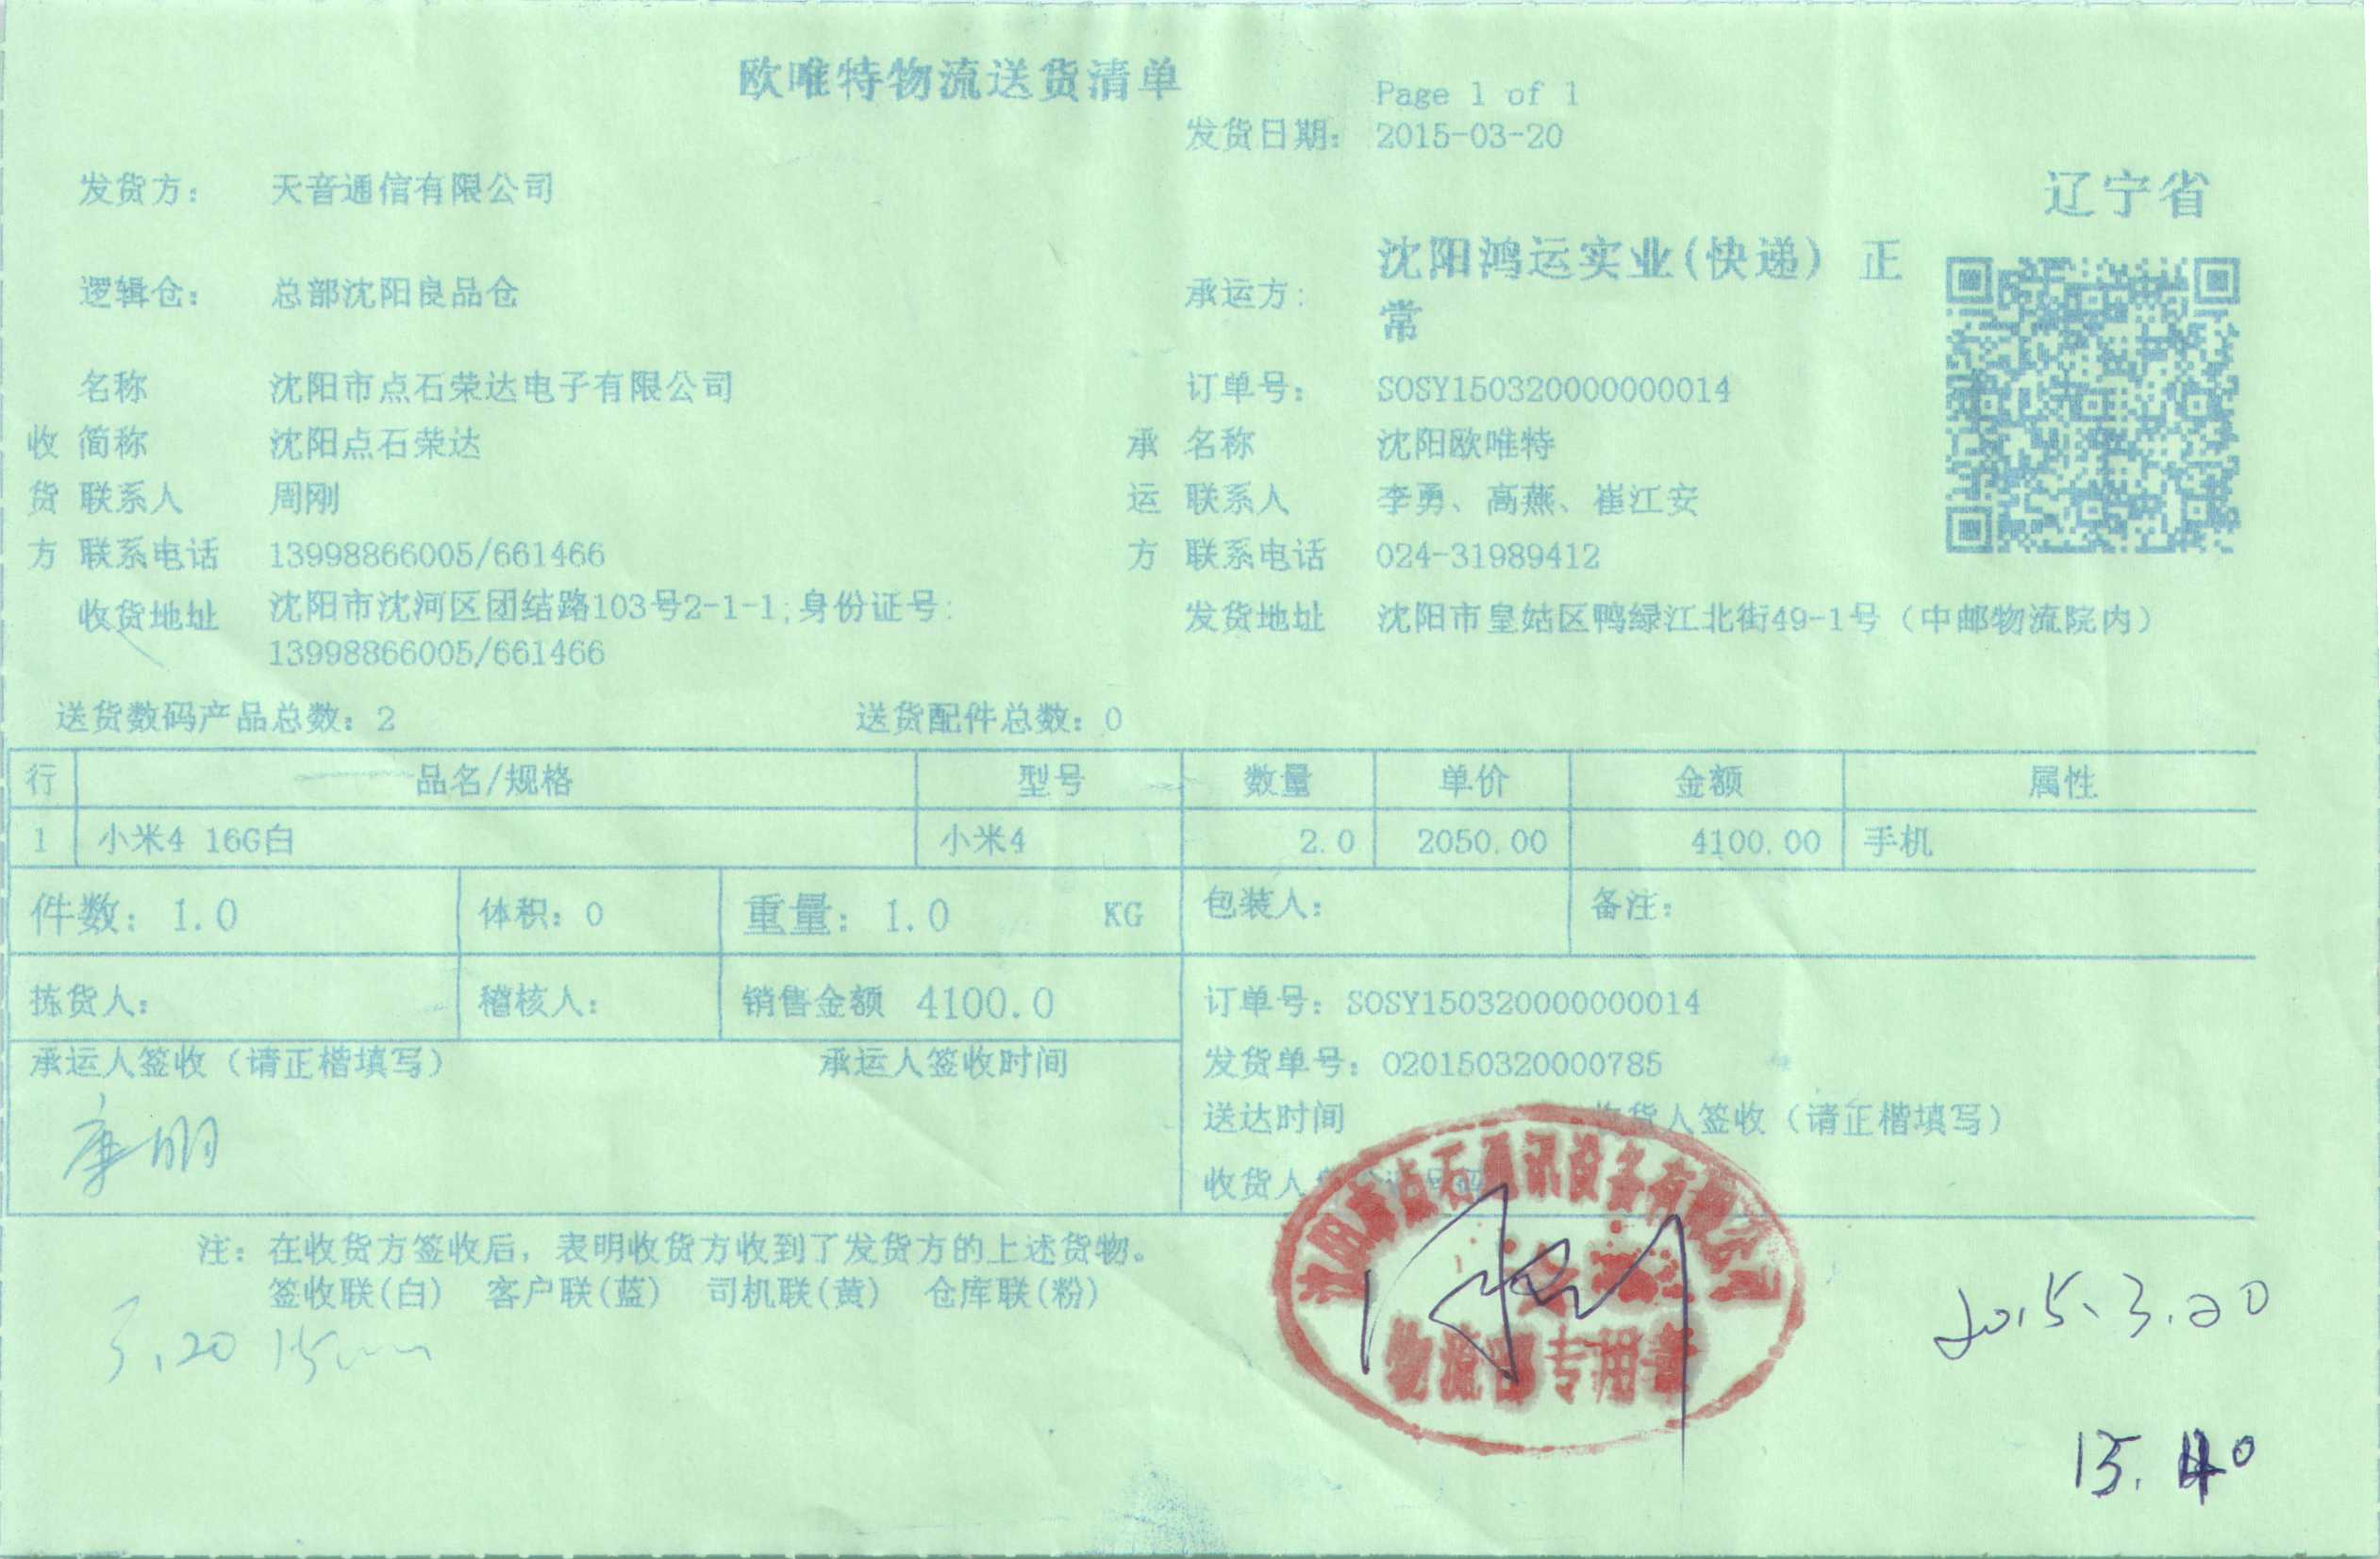 欧唯特物流送货清单
Page 1 of 1
发货日期: 2015-03-20
发货方: 天音通信有限公司
辽宁省
逻辑仓: 总部沈阳良品仓
承运方: 沈阳鸿运实业(快递) 正
常
名称 沈阳市点石荣达电子有限公司 订单号: SOSY150320000000014
收 简称 沈阳点石荣达 承 名称 沈阳欧唯特
货 联系人 周刚 运 联系人 李勇、高燕、崔江安
方 联系电话 13998866005/661466 方 联系电话 024-31989412
收货地址 沈阳市沈河区团结路103号2-1-1;身份证号:
13998866005/661466
发货地址 沈阳市皇姑区鸭绿江北街49-1号（中邮物流院内）
送货数码产品总数: 2 送货配件总数: 0
行 品名/规格 型号 数量 单价 金额 属性
1 小米4 16G白 小米4 2.0 2050.00 4100.00 手机
件数: 1.0 体积: 0 重量: 1.0 KG 包装人: 备注:
拣货人: 稽核人: 销售金额 4100.0 订单号: SOSY150320000000014
承运人签收（请正楷填写） 承运人签收时间 发货单号: 020150320000785
送达时间 收货人签收（请正楷填写）
收货人
沈阳市点石通讯设备有限公司
物流部专用章
注: 在收货方签收后, 表明收货方收到了发货方的上述货物。
签收联(白) 客户联(蓝) 司机联(黄) 仓库联(粉)
3.20
2015.3.20
15.40